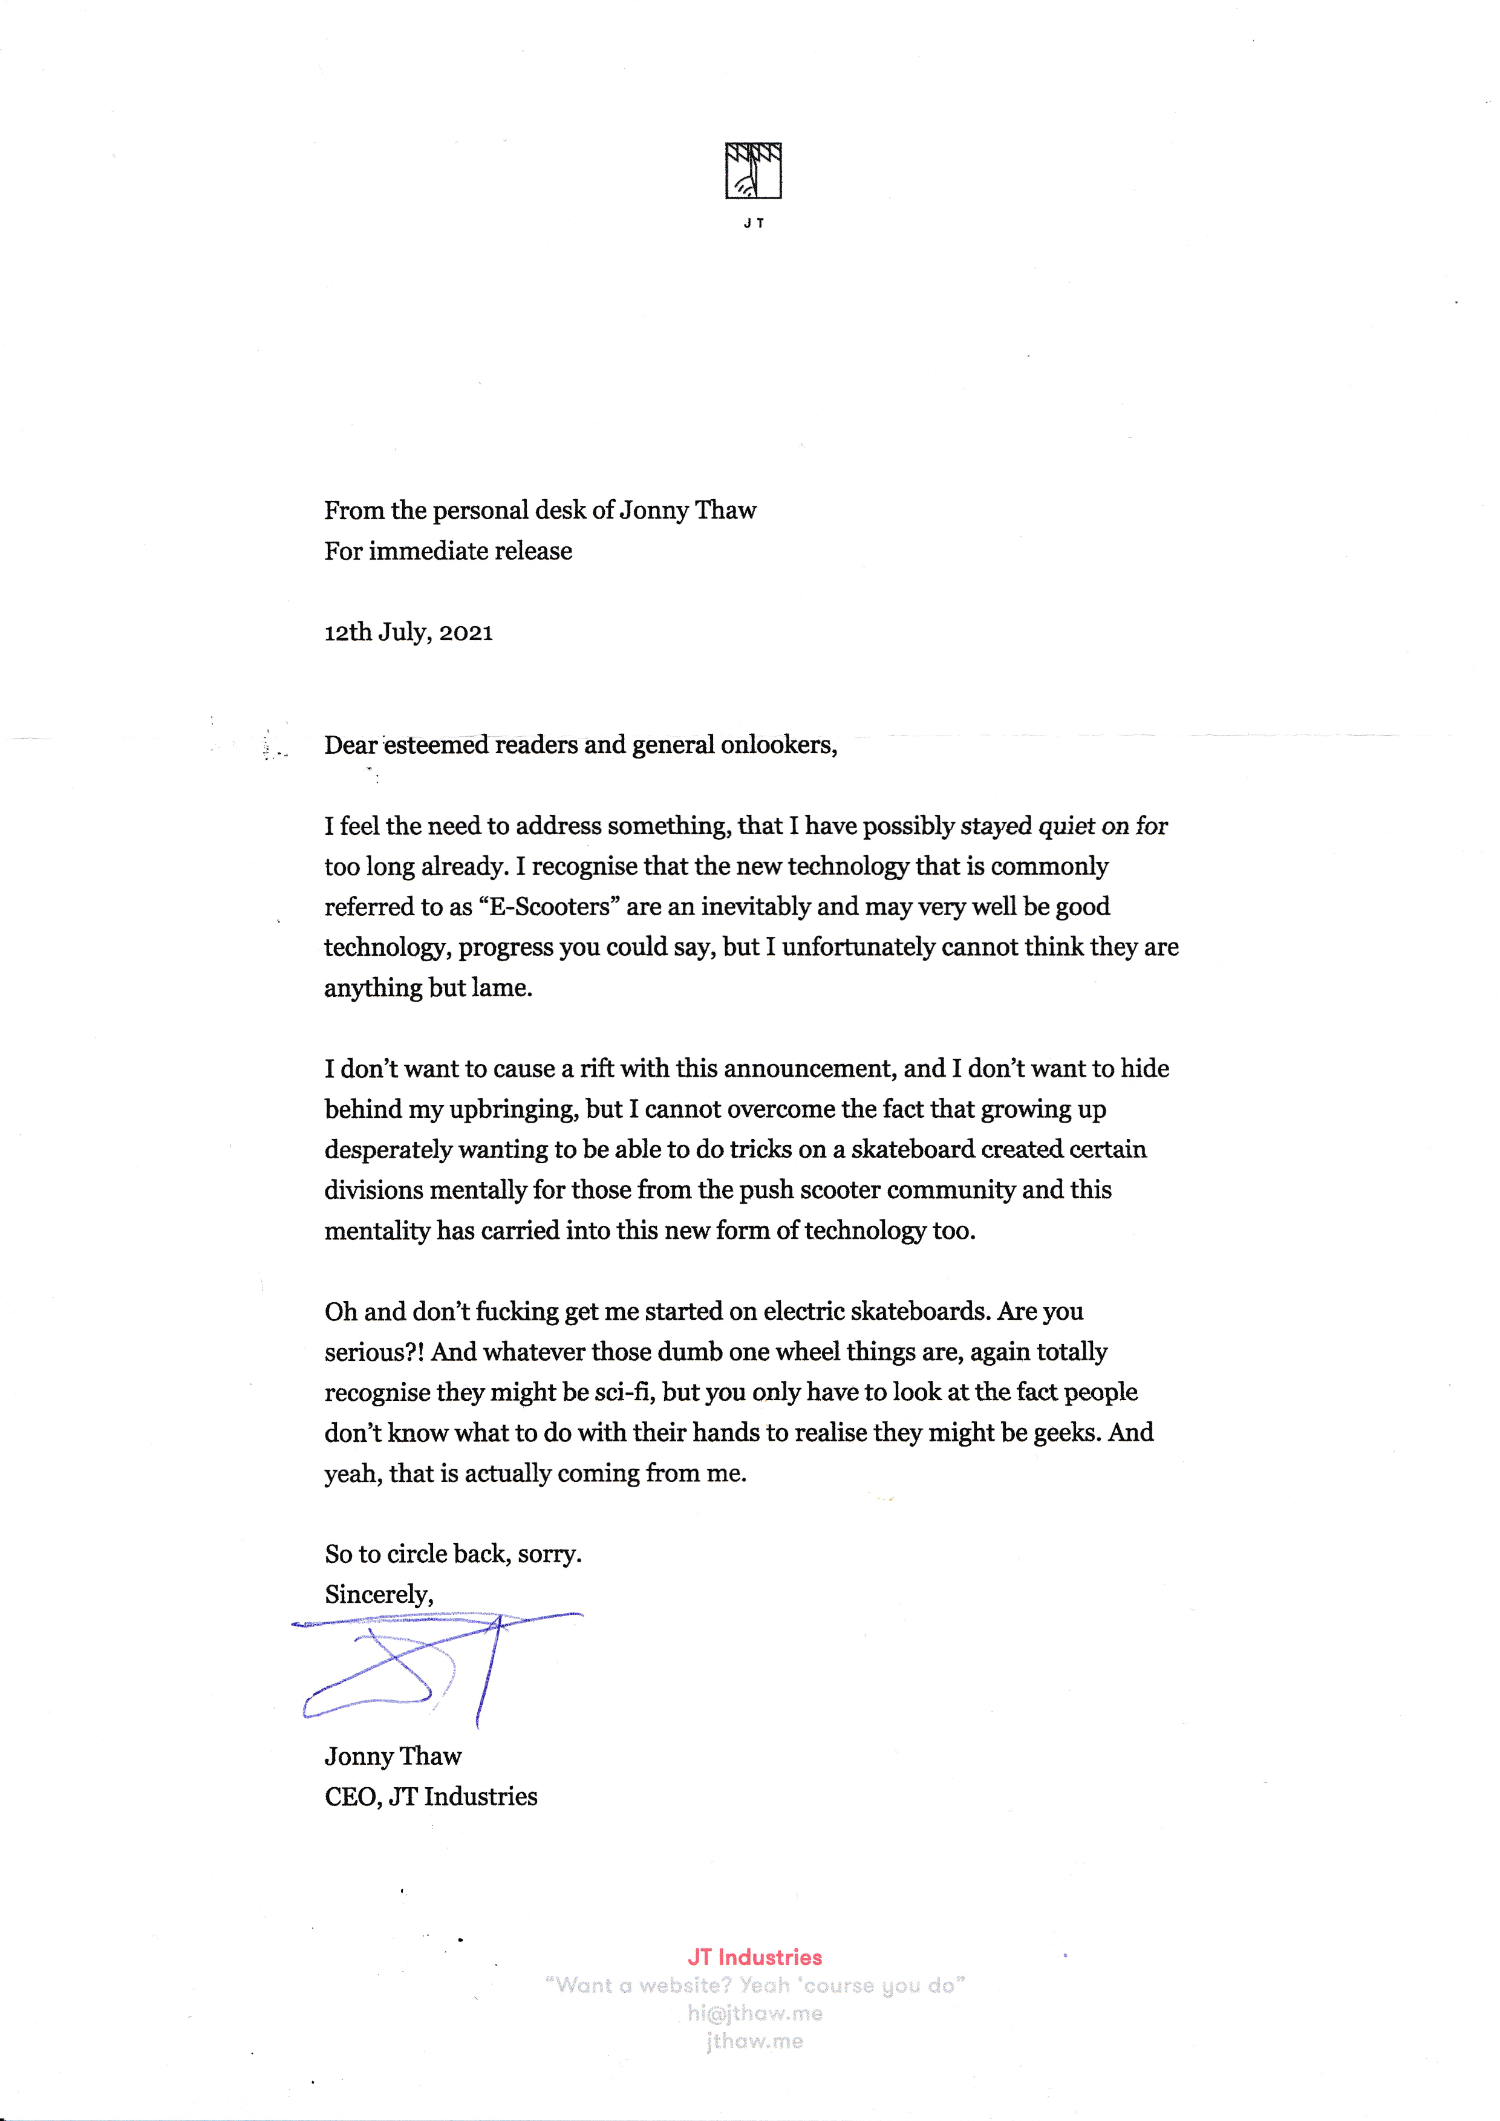 JT
From the personal desk of Jonny Thaw
For immediate release
12th July, 2021
Dear esteemed readers and general onlookers,
I feel the need to address something, that I have possibly stayed quiet on for
too long already. I recognise that the new technology that is commonly
referred to as “E-Scooters” are an inevitably and may very well be good
technology, progress you could say, but I unfortunately cannot think they are
anything but lame.
I don’t want to cause a rift with this announcement, and I don’t want to hide
behind my upbringing, but I cannot overcome the fact that growing up
desperately wanting to be able to do tricks on a skateboard created certain
divisions mentally for those from the push scooter community and this
mentality has carried into this new form of technology too.
Oh and don’t fucking get me started on electric skateboards. Are you
serious?! And whatever those dumb one wheel things are, again totally
recognise they might be sci-fi, but you only have to look at the fact people
don’t know what to do with their hands to realise they might be geeks. And
yeah, that is actually coming from me.
So to circle back, sorry.
Sincerely,
JT
Jonny Thaw
CEO, JT Industries
JT Industries
“Want a website? Yeah ‘course you do”
hi@jthaw.me
jthaw.me